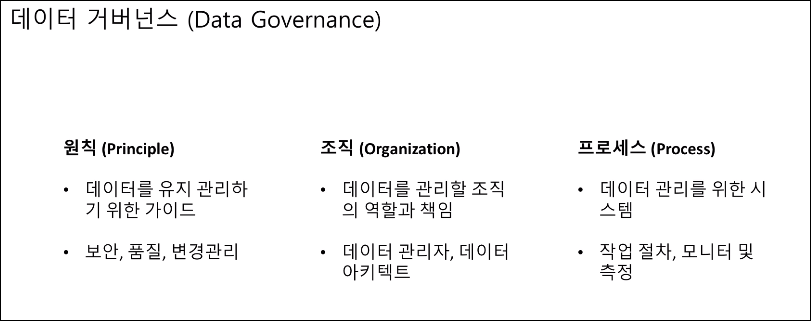 데이터 거버넌스 (Data Governance)
원칙 (Principle)
• 데이터를 유지 관리하
기 위한 가이드
• 보안, 품질, 변경관리
조직 (Organization)
• 데이터를 관리할 조직
의 역할과 책임
• 데이터 관리자, 데이터
아키텍트
프로세스 (Process)
• 데이터 관리를 위한 시
스템
• 작업 절차, 모니터 및
측정